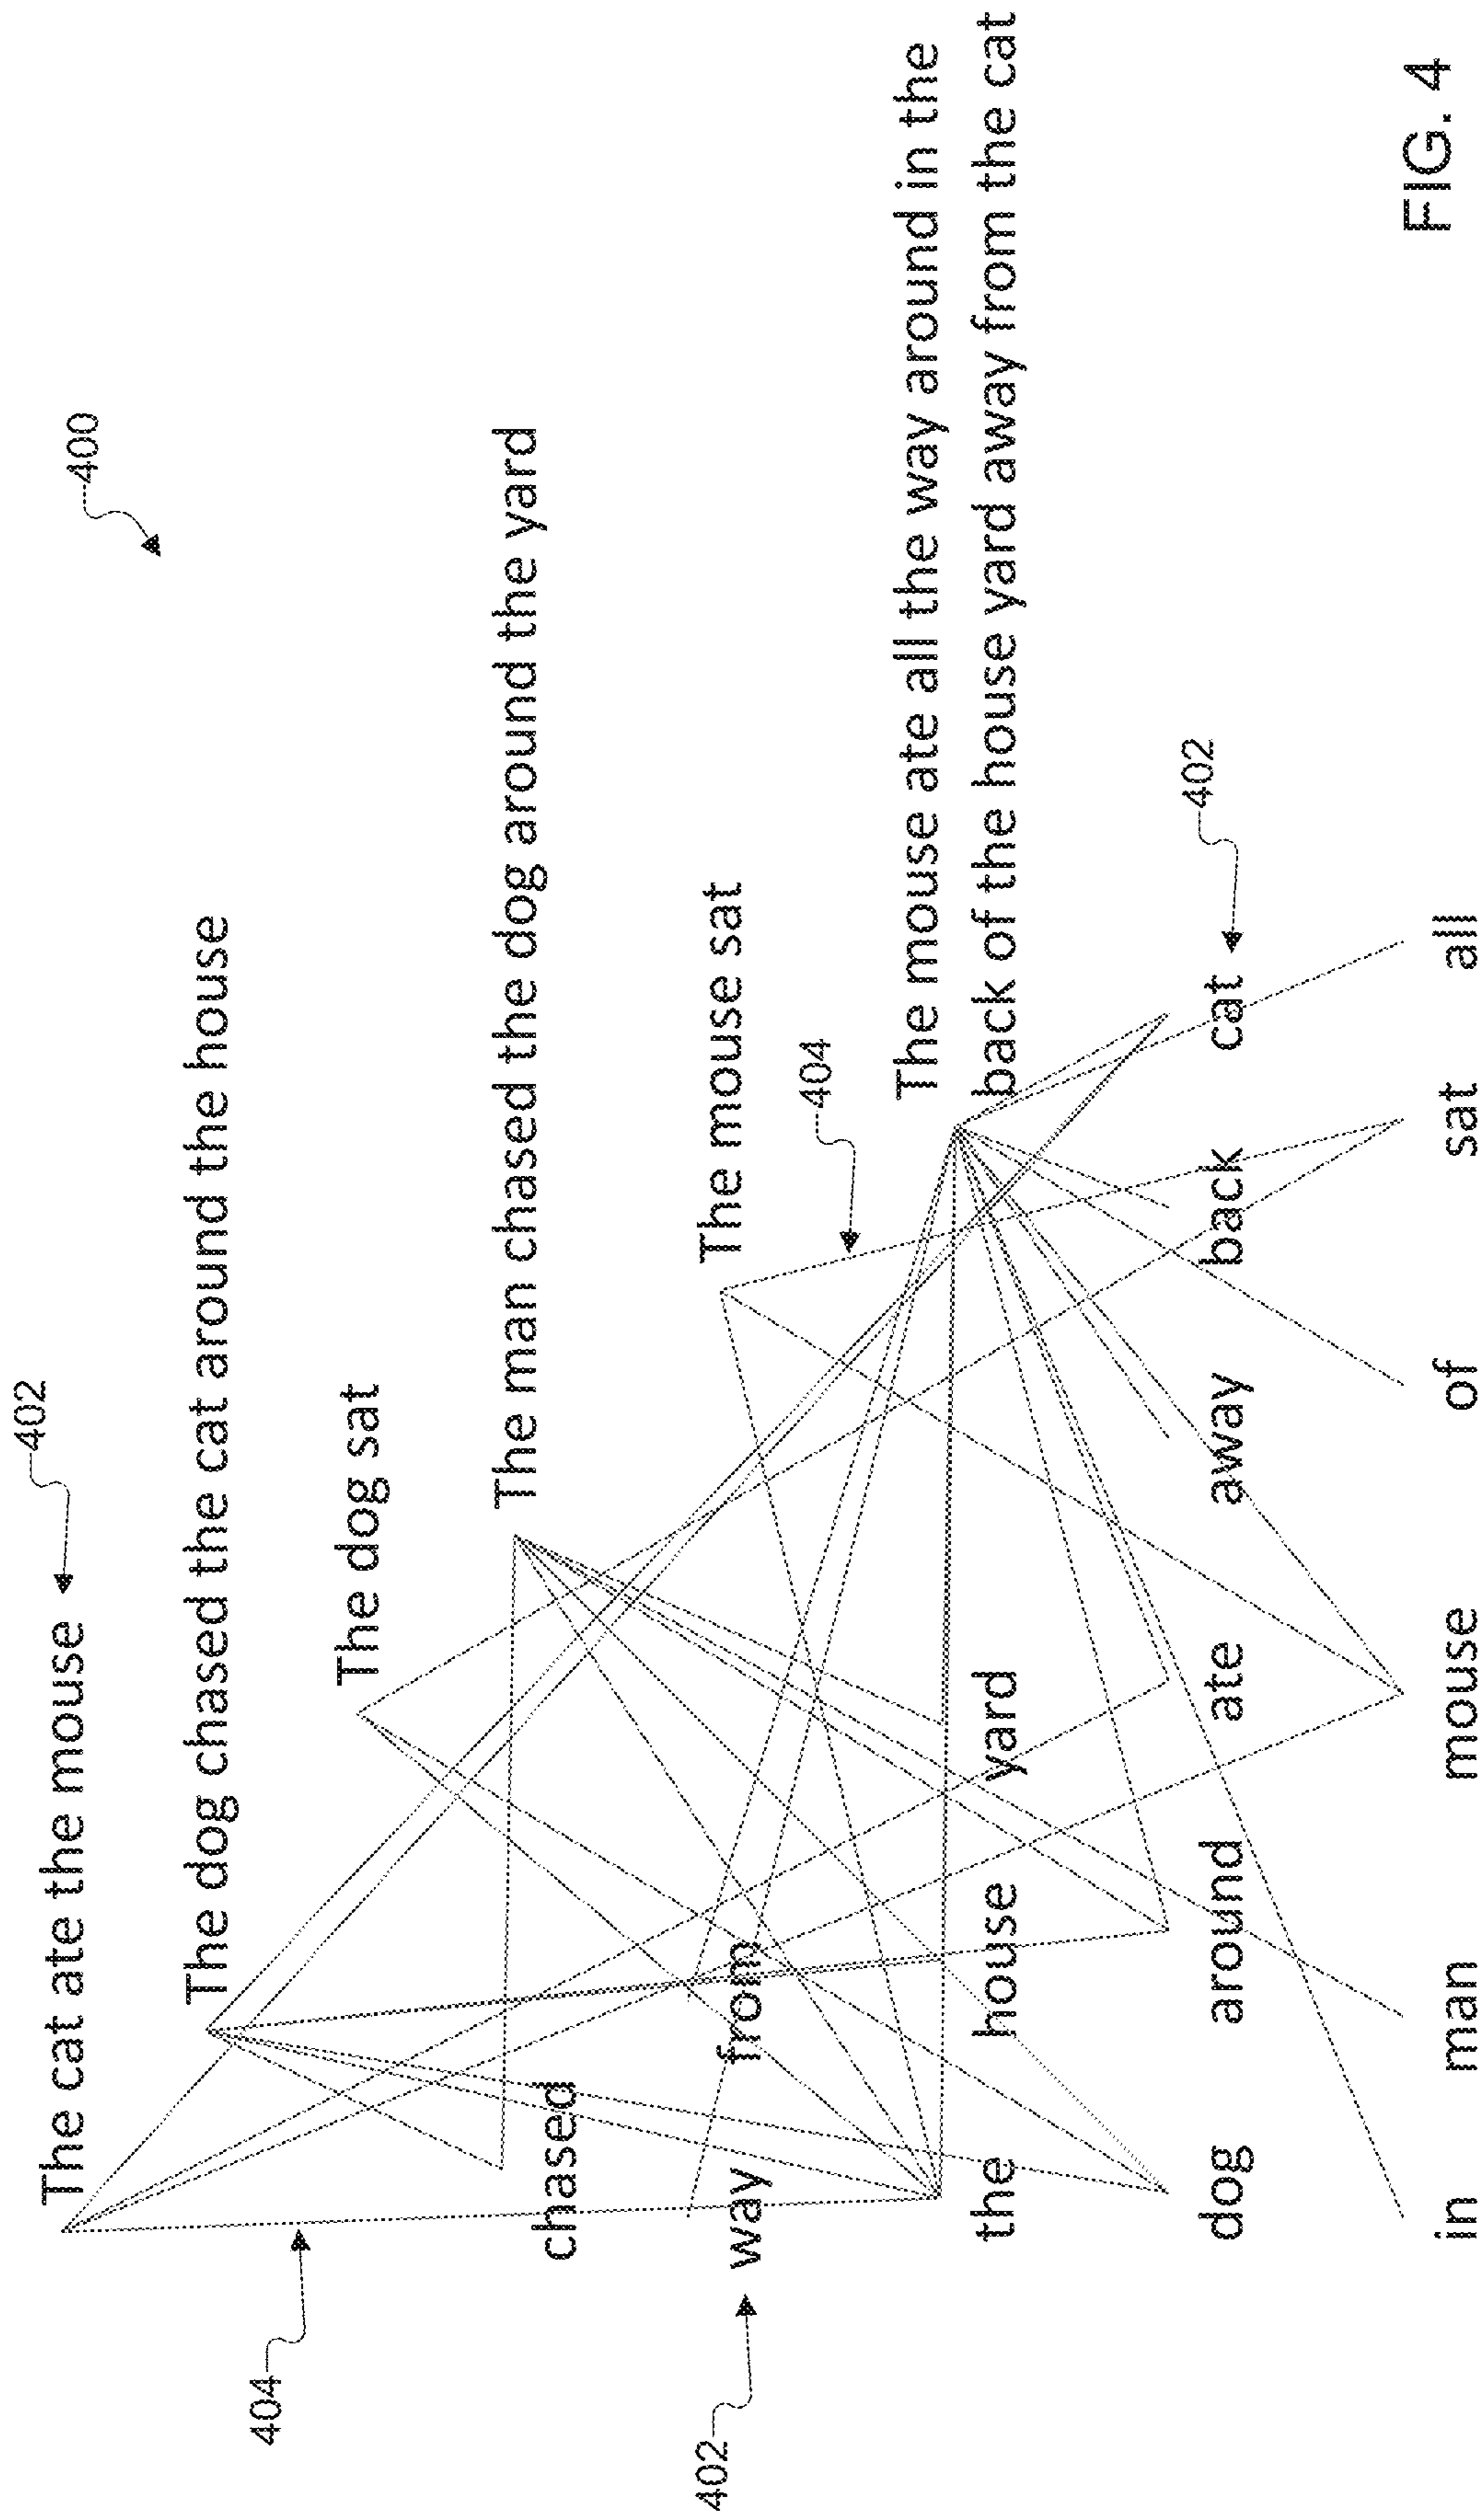 402
The cat ate the mouse
400
The dog chased the cat around the house
404
The dog sat
The man chased the dog around the yard
chased
402
way from
The mouse sat
404
The mouse ate all the way around in the
back of the house yard away from the cat
the house yard
402
dog around ate away back cat
in man mouse of sat all
FIG. 4